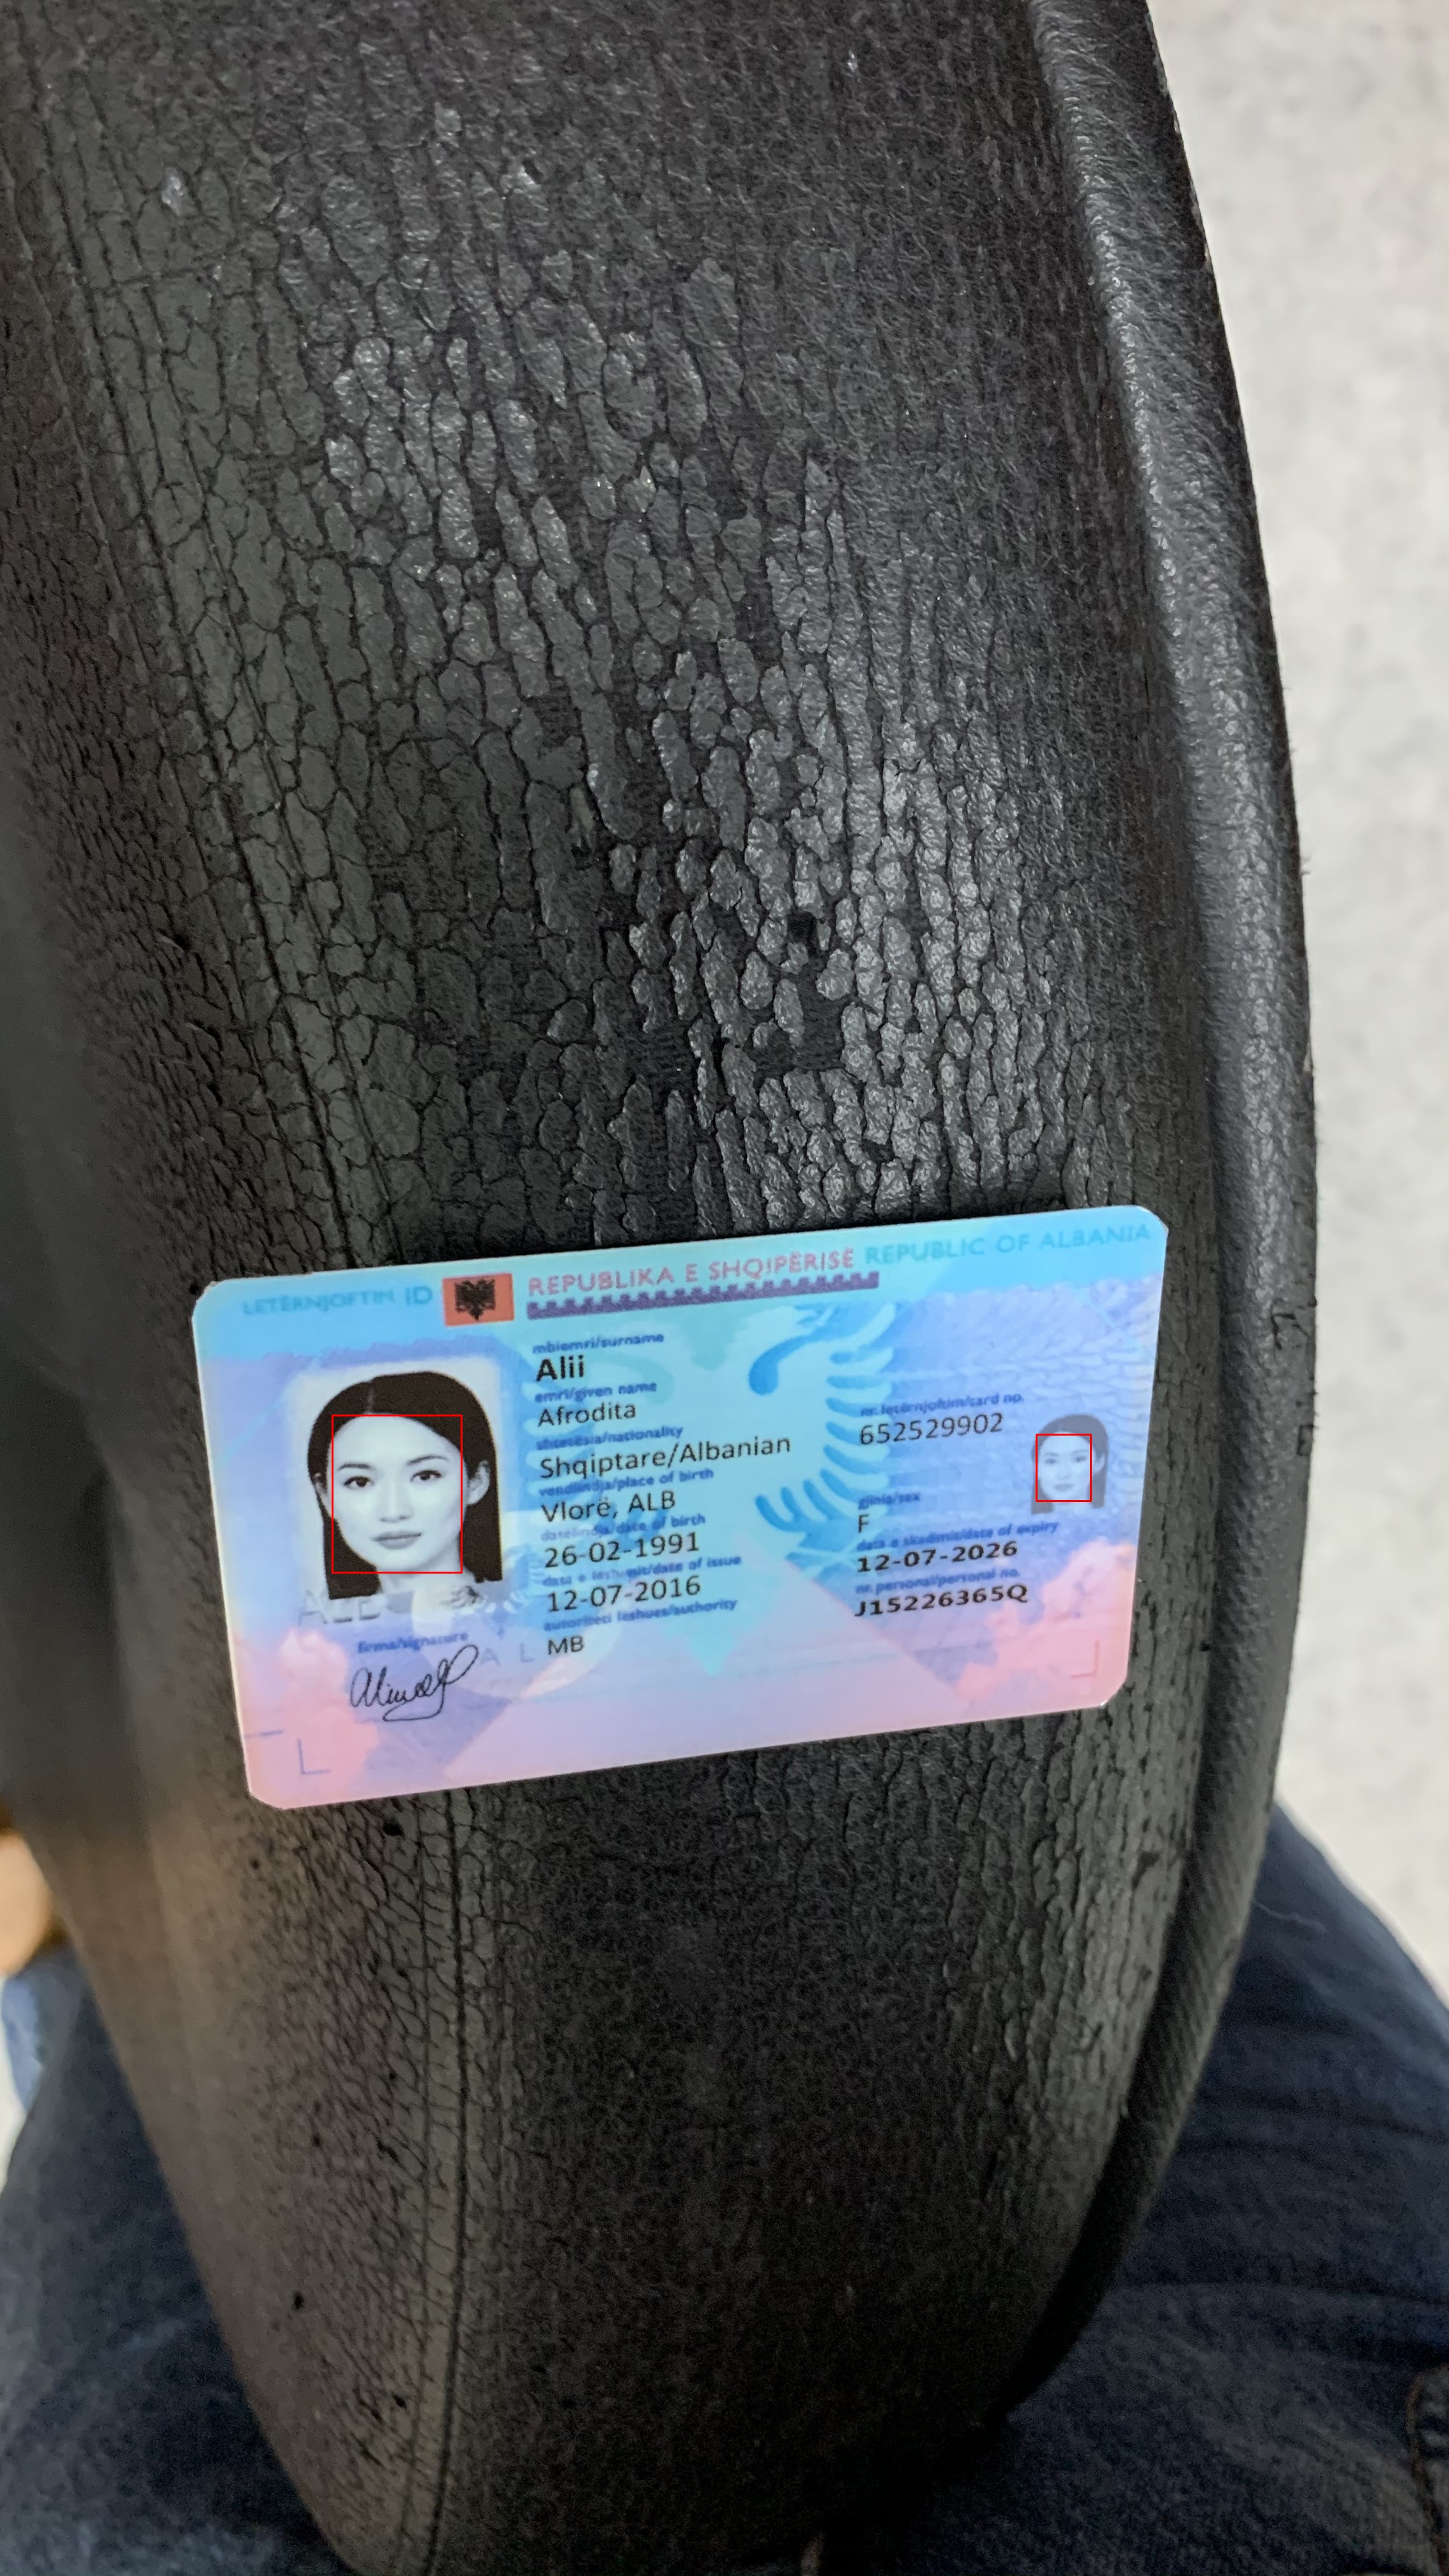 LETËRNJOFTIM ID REPUBLIKA E SHQIPËRISË REPUBLIC OF ALBANIA
mbiemri/surname
Alii
emri/given name
Afrodita
shtetësia/nationality
Shqiptare/Albanian
vendlindja/place of birth
Vlorë, ALB
datelindja/date of birth
26-02-1991
data e lëshimit/date of issue
12-07-2016
autoriteti lëshues/authority
MB
nr. letërnjoftim/card no.
652529902
gjinia/sex
F
data e skadimit/date of expiry
12-07-2026
nr. personal/personal no.
J15226365Q
ALB
firma/signature
A L